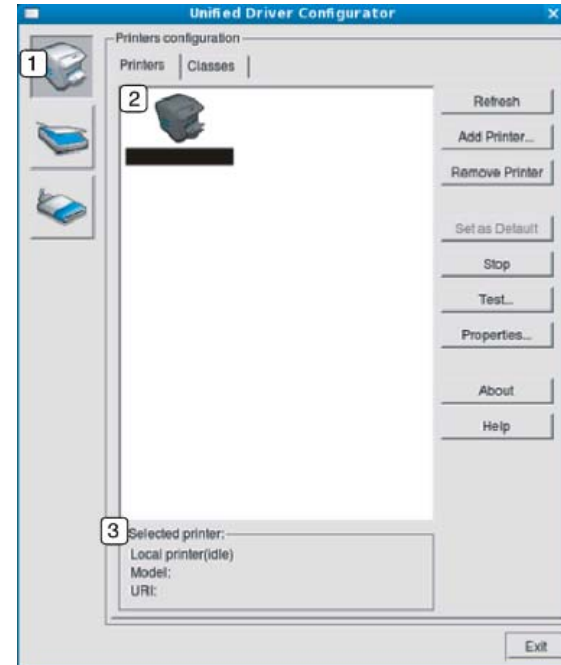 Unified Driver Configurator
Printers configuration
1
Printers Classes
2
Refresh
Add Printer...
Remove Printer
Set as Default
Stop
Test...
Properties...
About
Help
3
Selected printer:
Local printer(idle)
Model:
URI:
Exit